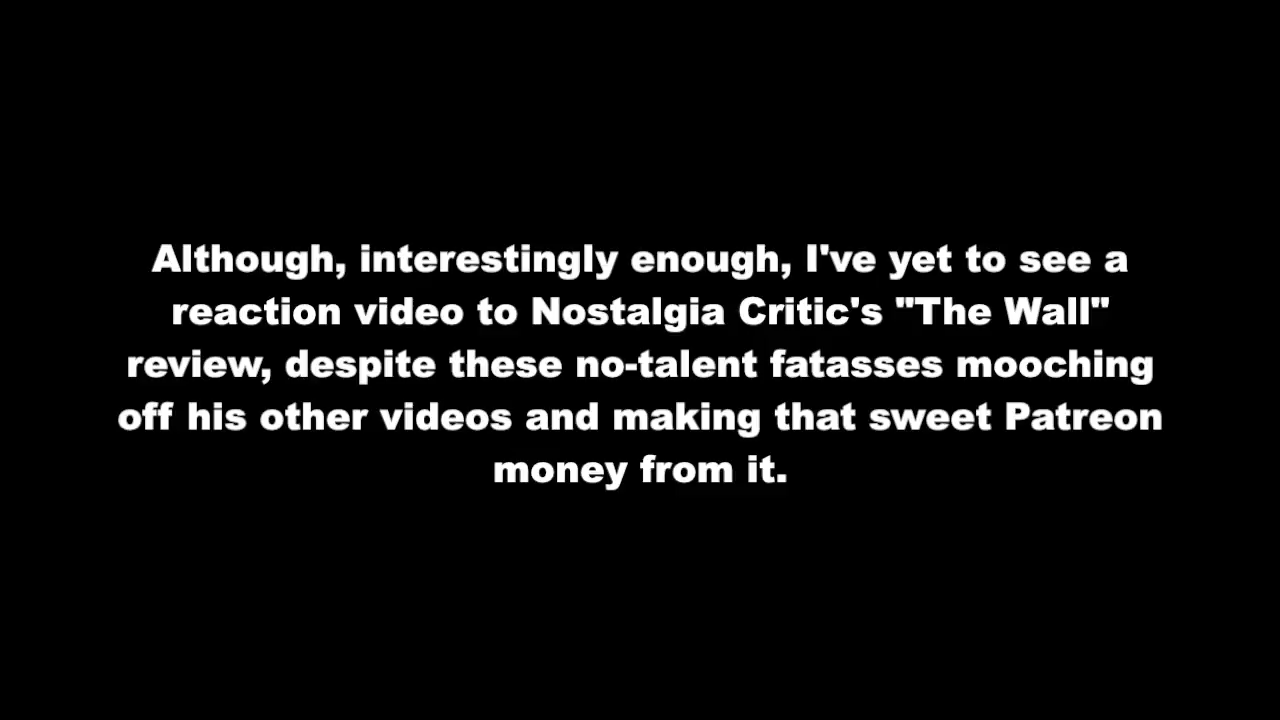 Although, interestingly enough, I've yet to see a
reaction video to Nostalgia Critic's "The Wall"
review, despite these no-talent fatasses mooching
off his other videos and making that sweet Patreon
money from it.